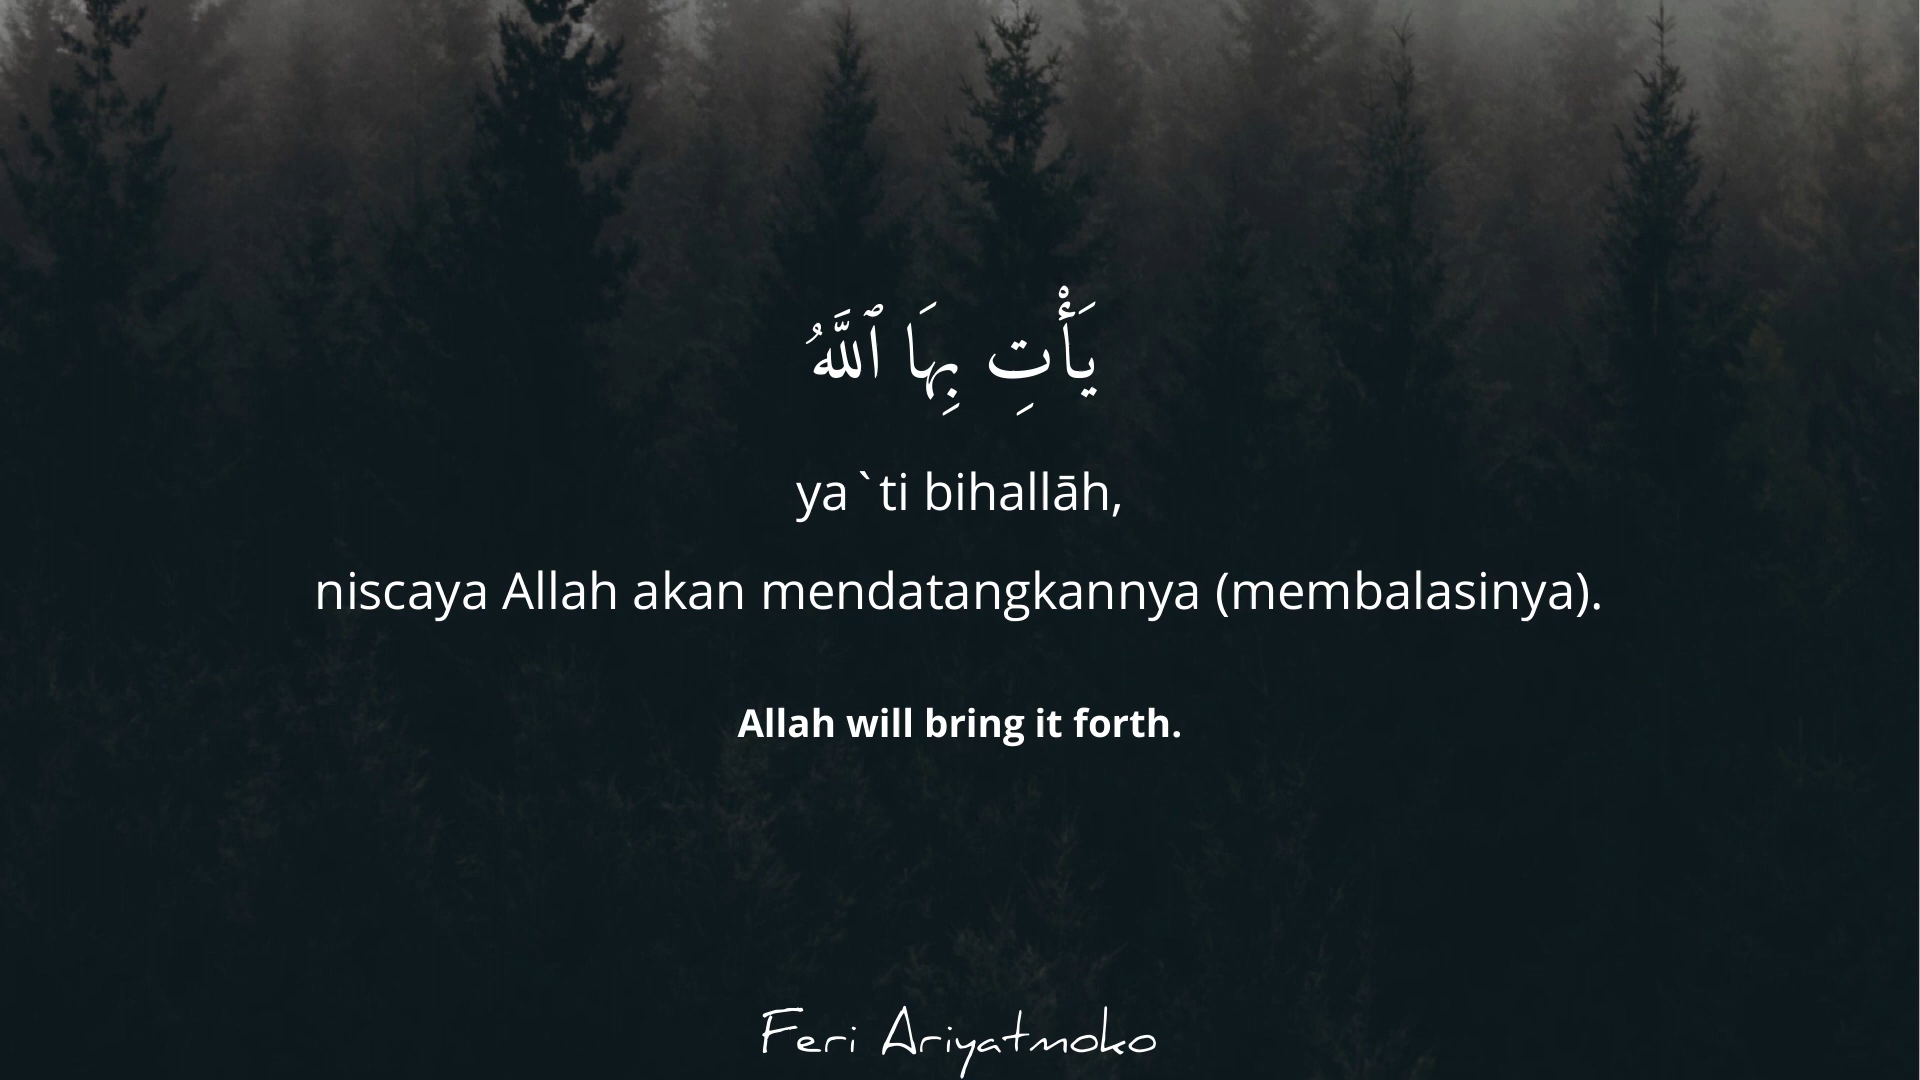 يَأْتِ بِهَا ٱللَّهُ
ya`ti bihallāh,
niscaya Allah akan mendatangkannya (membalasinya).
Allah will bring it forth.
Feri Ariyatmoko